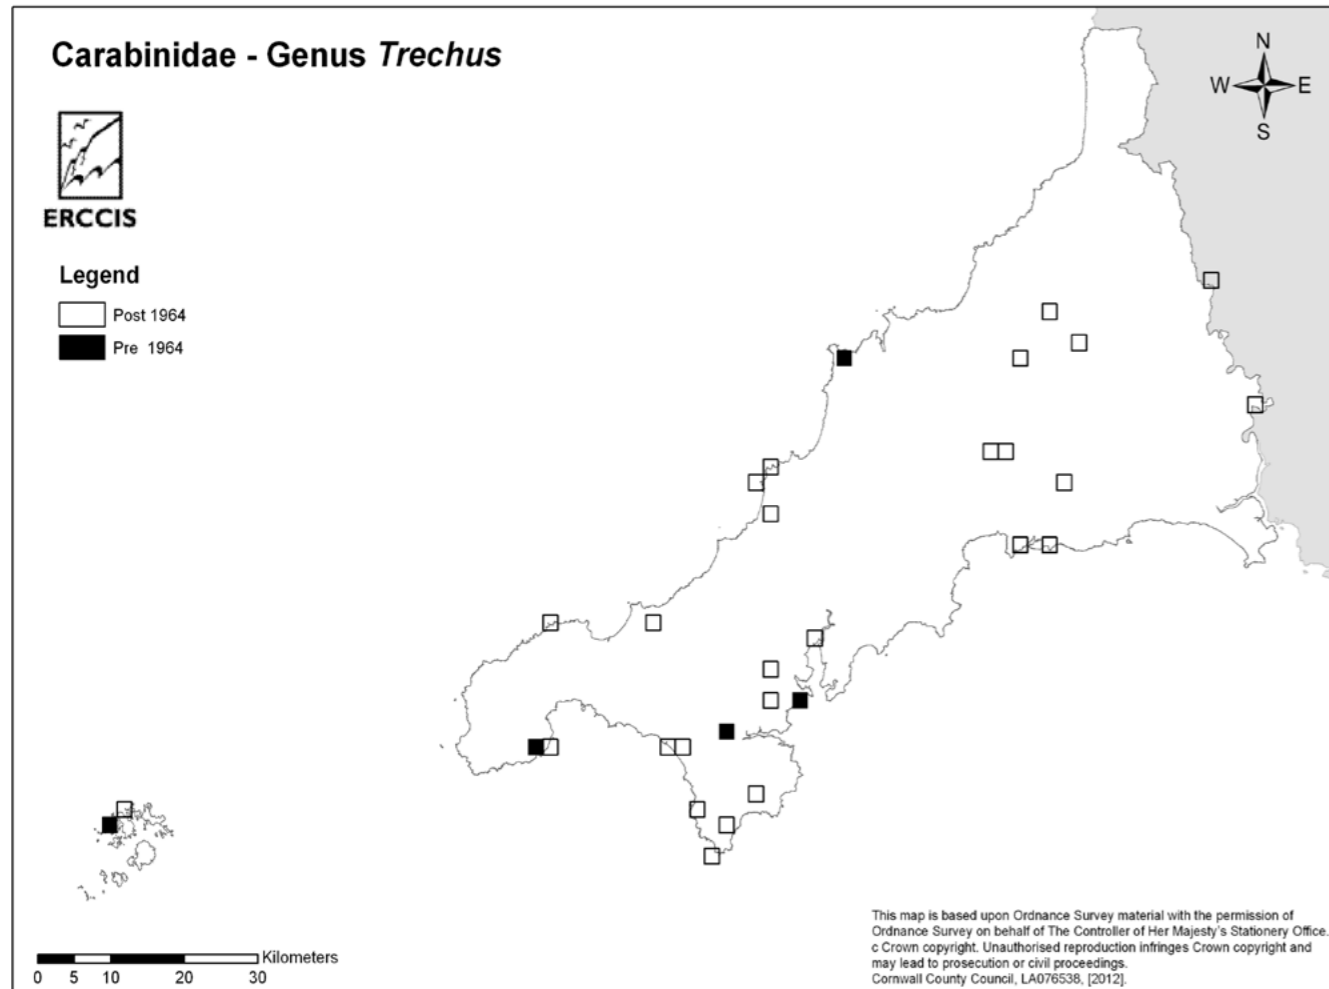 Carabinidae - Genus Trechus
N
W E
S
ERCCIS
Legend
Post 1964
Pre 1964
This map is based upon Ordnance Survey material with the permission of
Ordnance Survey on behalf of The Controller of Her Majesty's Stationery Office.
c Crown copyright. Unauthorised reproduction infringes Crown copyright and
may lead to prosecution or civil proceedings.
Cornwall County Council, LA076538, [2012].
Kilometers
0 5 10 20 30